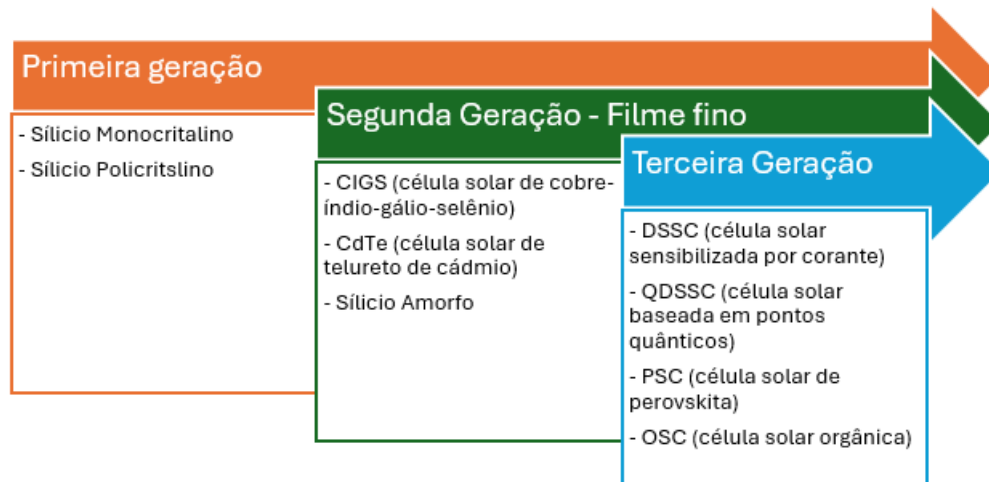 Primeira geração
- Sílicio Monocritalino
- Sílicio Policritslino
Segunda Geração - Filme fino
- CIGS (célula solar de cobre-
índio-gálio-selênio)
- CdTe (célula solar de
telureto de cádmio)
- Sílicio Amorfo
Terceira Geração
- DSSC (célula solar
sensibilizada por corante)
- QDSSC (célula solar
baseada em pontos
quânticos)
- PSC (célula solar de
perovskita)
- OSC (célula solar orgânica)